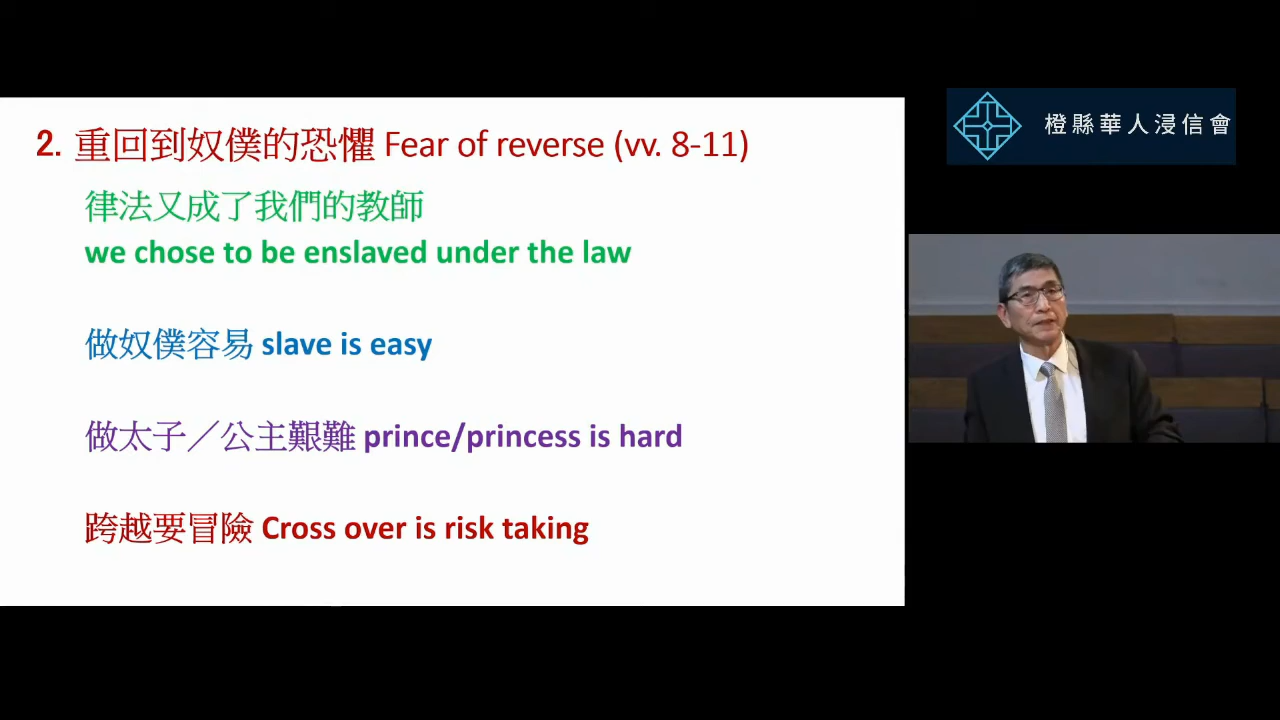 2. 重回到奴僕的恐懼 Fear of reverse (vv. 8-11)
律法又成了我們的教師
we chose to be enslaved under the law
做奴僕容易 slave is easy
做太子／公主艱難 prince/princess is hard
跨越要冒險 Cross over is risk taking
橙縣華人浸信會